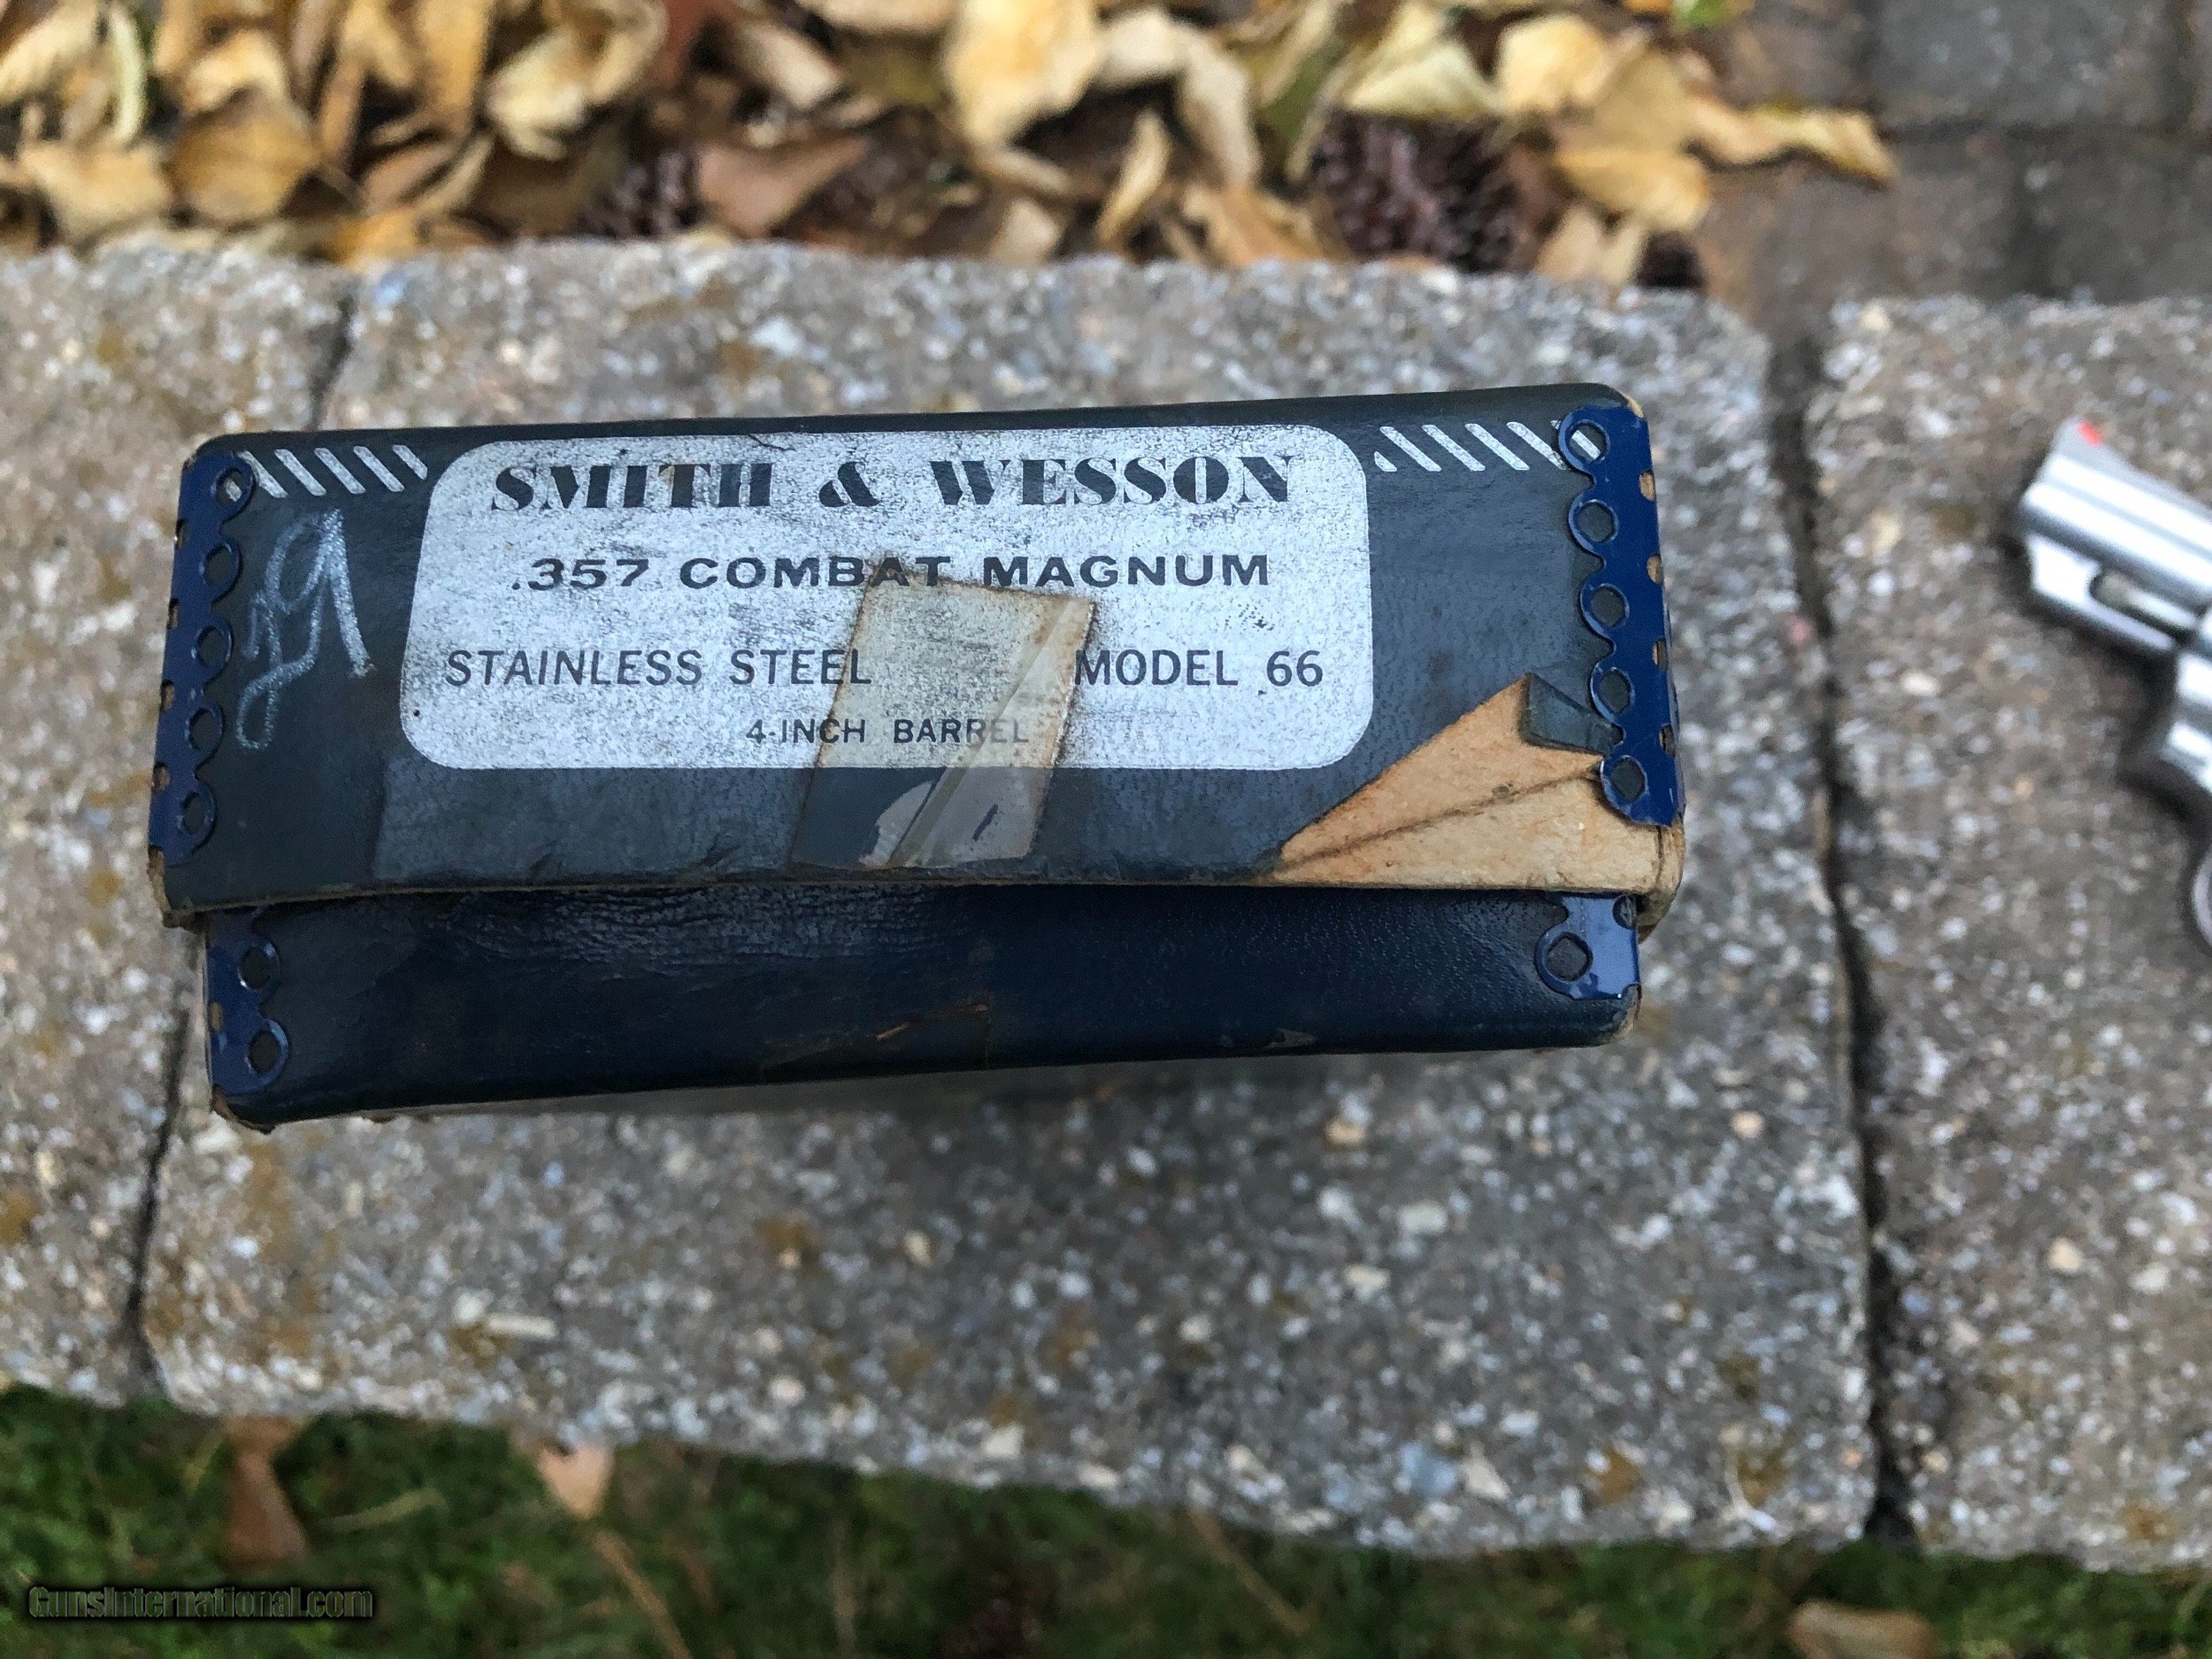 SMITH & WESSON
.357 COMBAT MAGNUM
STAINLESS STEEL MODEL 66
4-INCH BARREL
GunsInternational.com